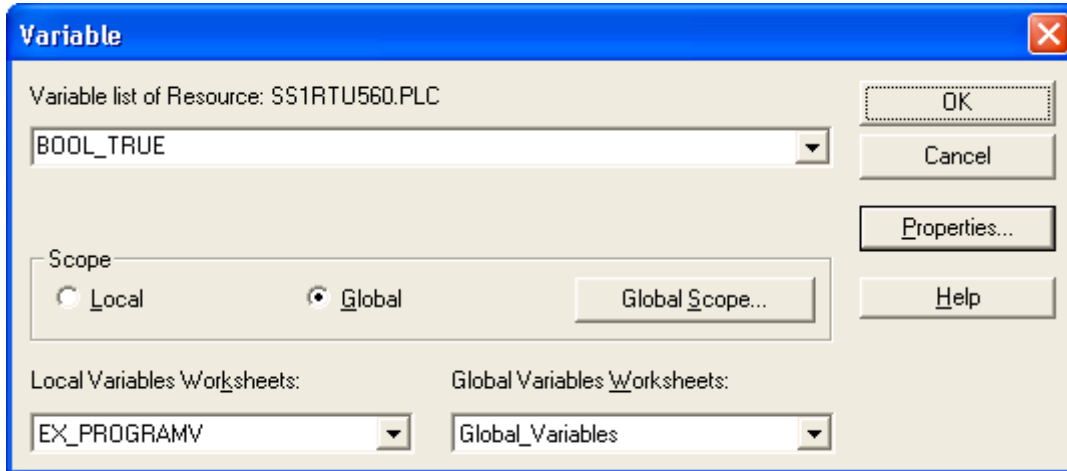 Variable
Variable list of Resource: SS1RTU560.PLC
BOOL_TRUE
OK
Cancel
Properties...
Help
Scope
Local
Global
Global Scope...
Local Variables Worksheets:
Global Variables Worksheets:
EX_PROGRAMV
Global_Variables